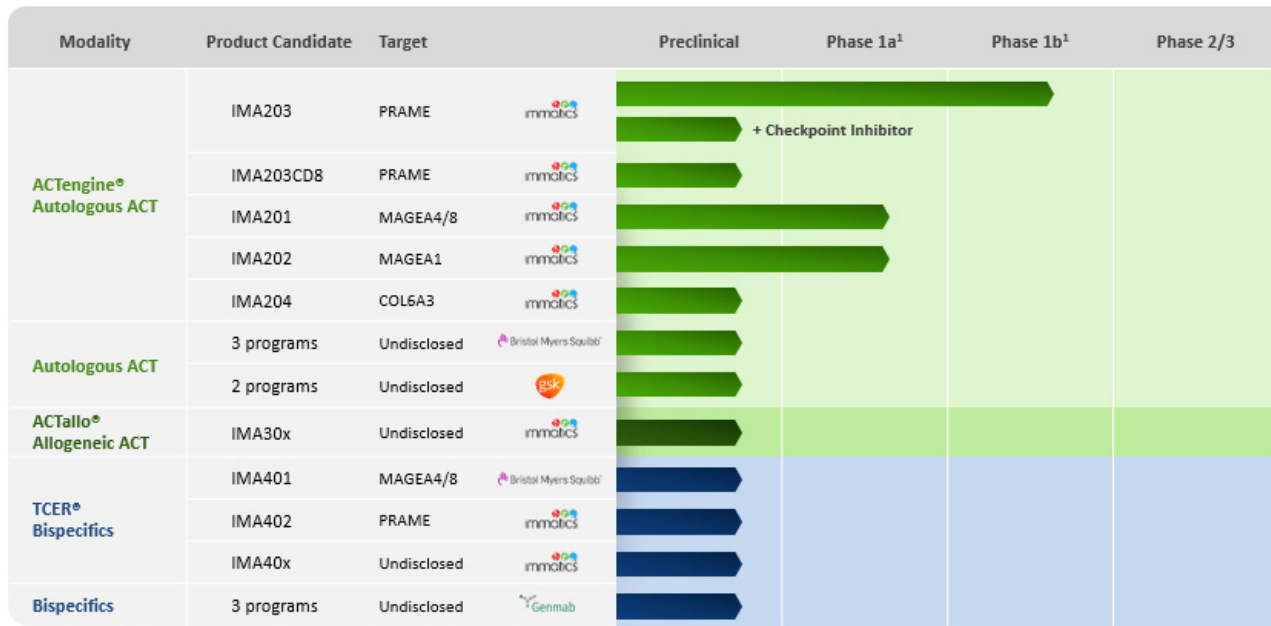 Modality Product Candidate Target Preclinical Phase 1a¹ Phase 1b¹ Phase 2/3
ACTengine®
Autologous ACT
IMA203 PRAME immatics
+ Checkpoint Inhibitor
IMA203CD8 PRAME immatics
IMA201 MAGEA4/8 immatics
IMA202 MAGEA1 immatics
IMA204 COL6A3 immatics
Autologous ACT
3 programs Undisclosed Bristol Myers Squibb
2 programs Undisclosed gsk
ACTallo®
Allogeneic ACT
IMA30x Undisclosed immatics
TCER®
Bispecifics
IMA401 MAGEA4/8 Bristol Myers Squibb
IMA402 PRAME immatics
IMA40x Undisclosed immatics
Bispecifics 3 programs Undisclosed Genmab